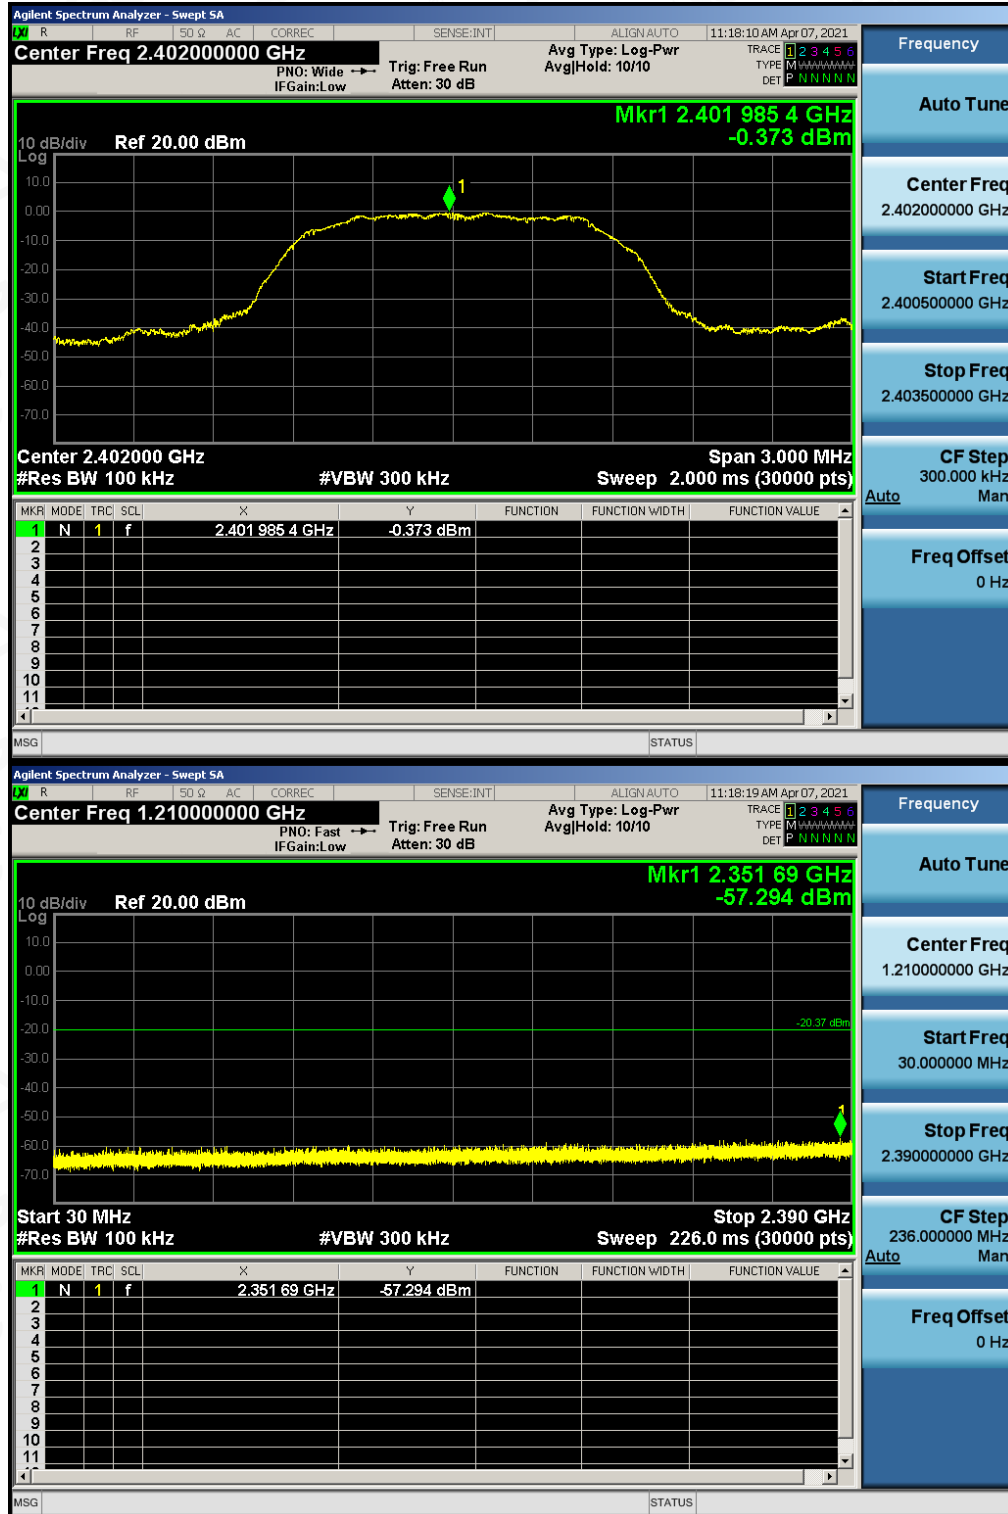 Agilent Spectrum Analyzer - Swept SA
LXI R RF 50 Ω AC CORREC SENSE:INT ALIGN AUTO 11:18:10 AM Apr 07, 2021
Center Freq 2.402000000 GHz
PNO: Wide Trig: Free Run Avg Type: Log-Pwr TRACE 1 2 3 4 5 6
IFGain:Low Atten: 30 dB Avg|Hold: 10/10 TYPE M WWWWW
DET P N N N N N
Mkr1 2.401 985 4 GHz
-0.373 dBm
10 dB/div Ref 20.00 dBm
Log
10.0
1
0.00
-10.0
-20.0
-30.0
-40.0
-50.0
-60.0
-70.0
Center 2.402000 GHz Span 3.000 MHz
#Res BW 100 kHz #VBW 300 kHz Sweep 2.000 ms (30000 pts)
MKR MODE TRC SCL X Y FUNCTION FUNCTION WIDTH FUNCTION VALUE
1 N 1 f 2.401 985 4 GHz -0.373 dBm
2
3
4
5
6
7
8
9
10
11
MSG STATUS
Frequency
Auto Tune
Center Freq
2.402000000 GHz
Start Freq
2.400500000 GHz
Stop Freq
2.403500000 GHz
CF Step
300.000 kHz
Auto Man
Freq Offset
0 Hz
Agilent Spectrum Analyzer - Swept SA
LXI R RF 50 Ω AC CORREC SENSE:INT ALIGN AUTO 11:18:19 AM Apr 07, 2021
Center Freq 1.210000000 GHz
PNO: Fast Trig: Free Run Avg Type: Log-Pwr TRACE 1 2 3 4 5 6
IFGain:Low Atten: 30 dB Avg|Hold: 10/10 TYPE M WWWWW
DET P N N N N N
Mkr1 2.351 69 GHz
-57.294 dBm
10 dB/div Ref 20.00 dBm
Log
10.0
0.00
-10.0
-20.0
-20.37 dBm
-30.0
-40.0
-50.0
1
-60.0
-70.0
Start 30 MHz Stop 2.390 GHz
#Res BW 100 kHz #VBW 300 kHz Sweep 226.0 ms (30000 pts)
MKR MODE TRC SCL X Y FUNCTION FUNCTION WIDTH FUNCTION VALUE
1 N 1 f 2.351 69 GHz -57.294 dBm
2
3
4
5
6
7
8
9
10
11
MSG STATUS
Frequency
Auto Tune
Center Freq
1.210000000 GHz
Start Freq
30.000000 MHz
Stop Freq
2.390000000 GHz
CF Step
236.000000 MHz
Auto Man
Freq Offset
0 Hz